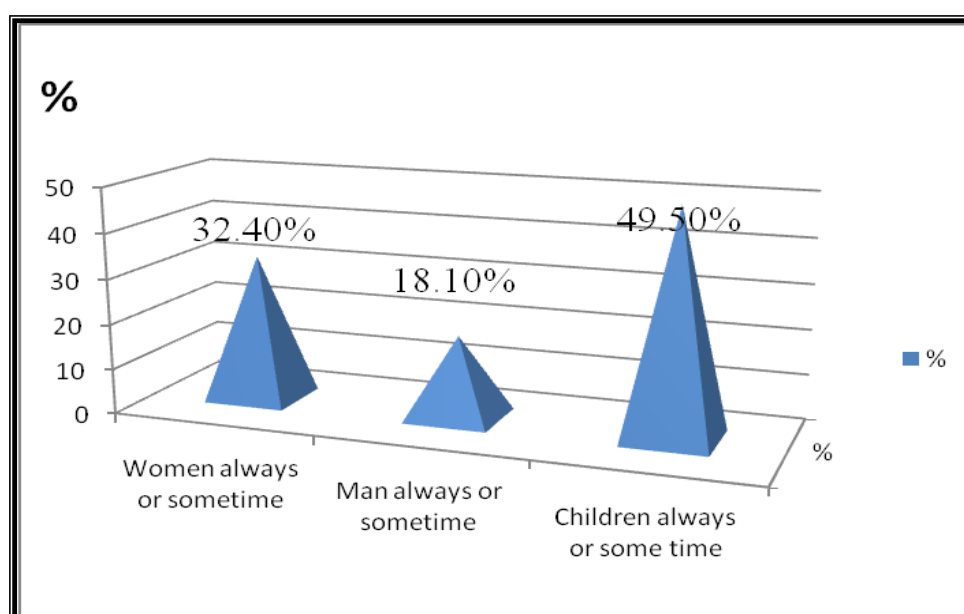 %
50
40
30
20
10
0
32.40%
18.10%
49.50%
Women always
or sometime
Man always or
sometime
Children always
or some time
%
%